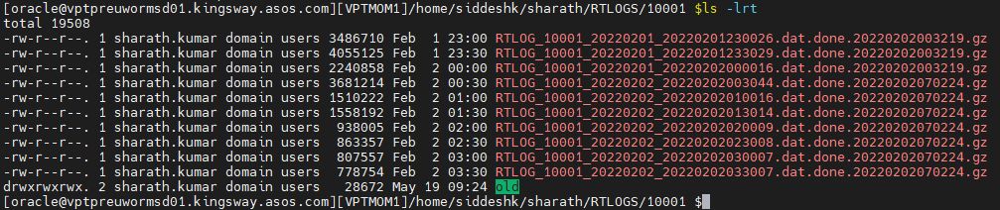 [oracle@vptpreuwormsd01.kingsway.asos.com][VPTMOM1]/home/siddeshk/sharath/RTLOGS/10001 $ls -lrt
total 19508
-rw-r--r--. 1 sharath.kumar domain users 3486710 Feb  1 23:00 RTLOG_10001_20220201_20220201230026.dat.done.20220202003219.gz
-rw-r--r--. 1 sharath.kumar domain users 4055125 Feb  1 23:30 RTLOG_10001_20220201_20220201233029.dat.done.20220202003219.gz
-rw-r--r--. 1 sharath.kumar domain users 2240858 Feb  2 00:00 RTLOG_10001_20220201_20220202000016.dat.done.20220202003219.gz
-rw-r--r--. 1 sharath.kumar domain users 3681214 Feb  2 00:30 RTLOG_10001_20220202_20220202003044.dat.done.20220202070224.gz
-rw-r--r--. 1 sharath.kumar domain users 1510222 Feb  2 01:00 RTLOG_10001_20220202_20220202010016.dat.done.20220202070224.gz
-rw-r--r--. 1 sharath.kumar domain users 1558192 Feb  2 01:30 RTLOG_10001_20220202_20220202013014.dat.done.20220202070224.gz
-rw-r--r--. 1 sharath.kumar domain users  938005 Feb  2 02:00 RTLOG_10001_20220202_20220202020009.dat.done.20220202070224.gz
-rw-r--r--. 1 sharath.kumar domain users  863357 Feb  2 02:30 RTLOG_10001_20220202_20220202023008.dat.done.20220202070224.gz
-rw-r--r--. 1 sharath.kumar domain users  807557 Feb  2 03:00 RTLOG_10001_20220202_20220202030007.dat.done.20220202070224.gz
-rw-r--r--. 1 sharath.kumar domain users  778754 Feb  2 03:30 RTLOG_10001_20220202_20220202033007.dat.done.20220202070224.gz
drwxrwxrwx. 2 sharath.kumar domain users   28672 May 19 09:24 old
[oracle@vptpreuwormsd01.kingsway.asos.com][VPTMOM1]/home/siddeshk/sharath/RTLOGS/10001 $